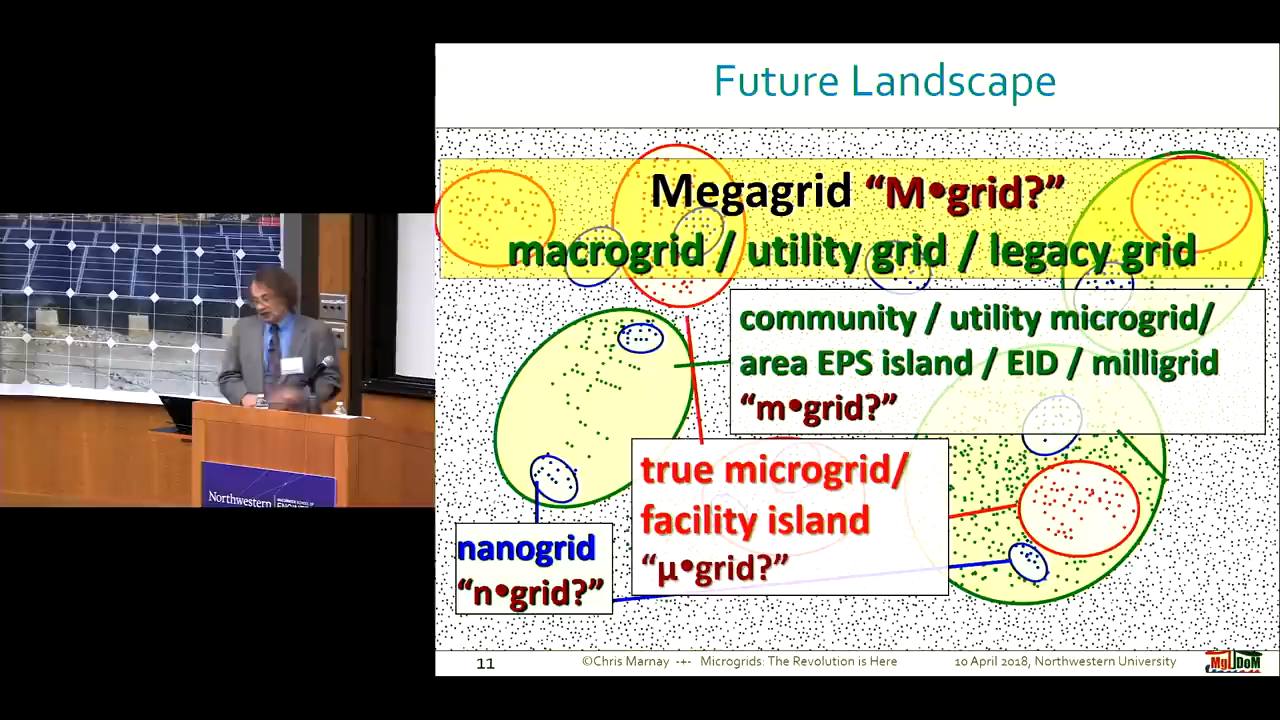 Future Landscape
Megagrid “M•grid?”
macrogrid / utility grid / legacy grid
community / utility microgrid/
area EPS island / EID / milligrid
“m•grid?”
true microgrid/
facility island
“µ•grid?”
nanogrid
“n•grid?”
Northwestern
11
©Chris Marnay -+- Microgrids: The Revolution is Here
10 April 2018, Northwestern University